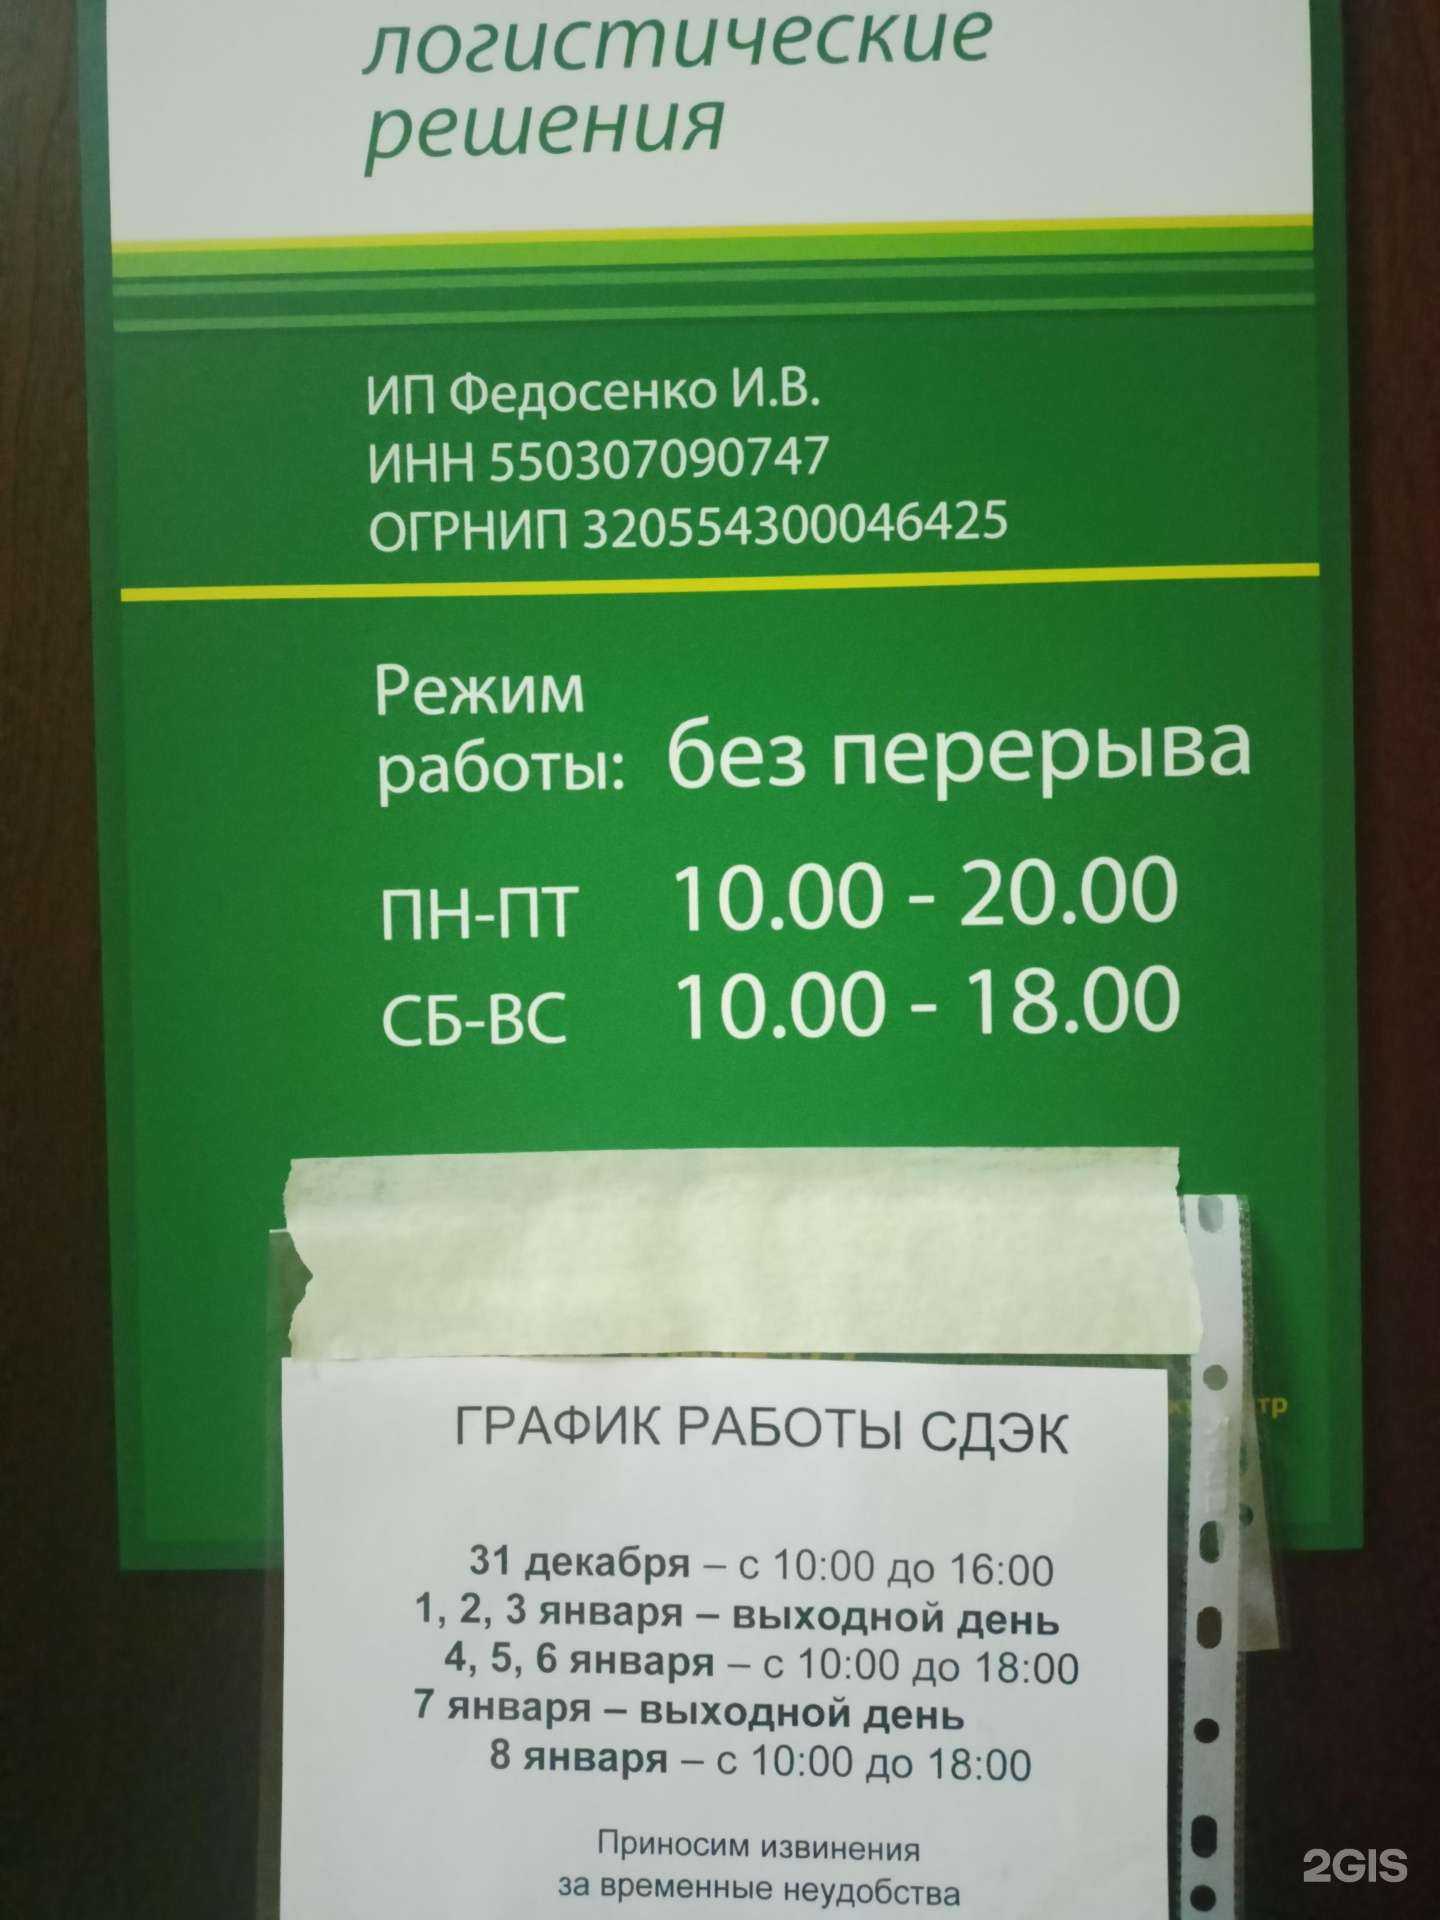 логистические
решения
ИП Федосенко И.В.
ИНН 550307090747
ОГРНИП 320554300046425
Режим
работы: без перерыва
ПН-ПТ 10.00 - 20.00
СБ-ВС 10.00 - 18.00
ГРАФИК РАБОТЫ СДЭК
31 декабря – с 10:00 до 16:00
1, 2, 3 января – выходной день
4, 5, 6 января – с 10:00 до 18:00
7 января – выходной день
8 января – с 10:00 до 18:00
Приносим извинения
за временные неудобства
2GIS